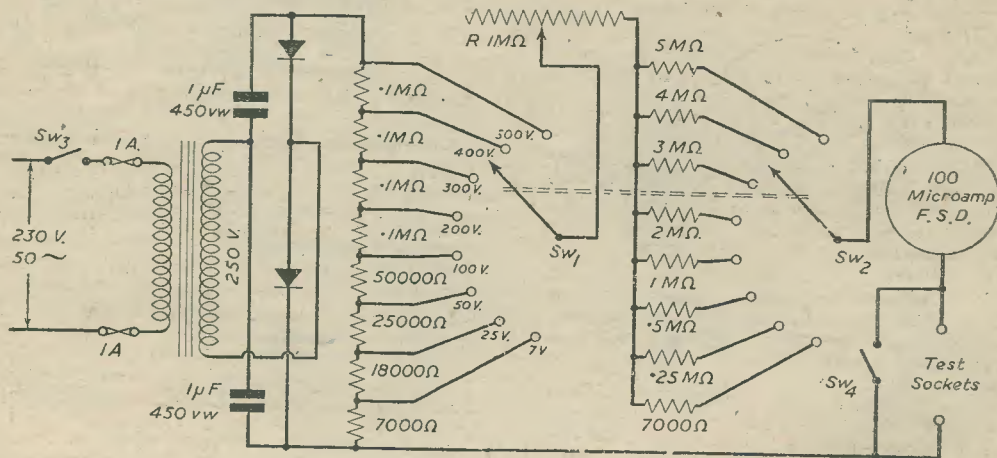 Sw3
1A.
230 V.
50 ~
1A
250 V.
1µF
450vw
1µF
450vw
·1MΩ
·1MΩ
·1MΩ
·1MΩ
50000Ω
25000Ω
18000Ω
7000Ω
500V.
400V.
300V.
200V.
100V.
50V.
25V.
7V
R 1MΩ
Sw1
5MΩ
4MΩ
3MΩ
2MΩ
1MΩ
·5MΩ
·25MΩ
7000Ω
Sw2
100
Microamp
F.S.D.
Sw4
Test
Sockets